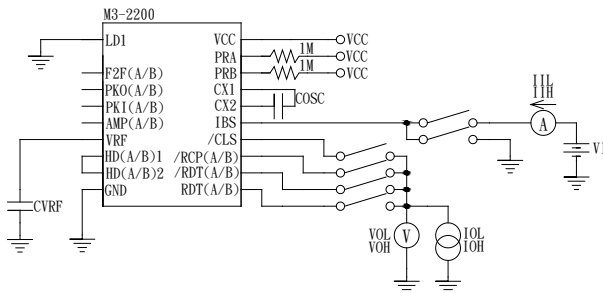 M3-2200
LD1
F2F(A/B)
PKO(A/B)
PKI(A/B)
AMP(A/B)
VRF
HD(A/B)1
HD(A/B)2
GND
VCC
PRA
PRB
CX1
CX2
IBS
/CLS
/RCP(A/B)
/RDT(A/B)
RDT(A/B)
1M
1M
VCC
VCC
VCC
COSC
CVRF
IIL
IIH
A
VOL
VOH
V
IOL
IOH